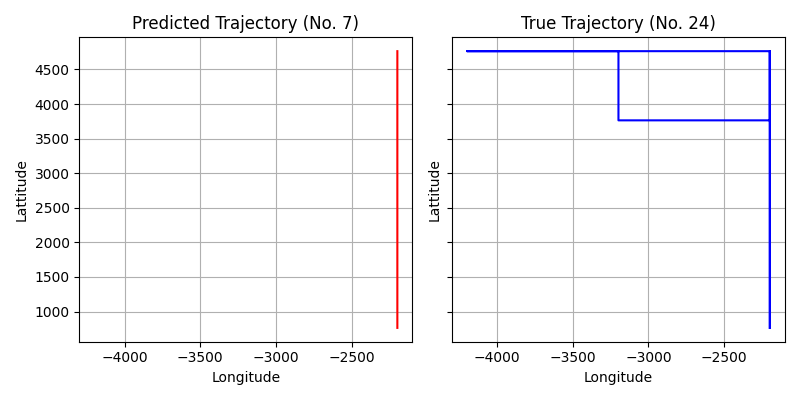 Predicted Trajectory (No. 7)
True Trajectory (No. 24)
Lattitude
4500
4000
3500
3000
2500
2000
1500
1000
−4000 −3500 −3000 −2500
Longitude
Lattitude
−4000 −3500 −3000 −2500
Longitude